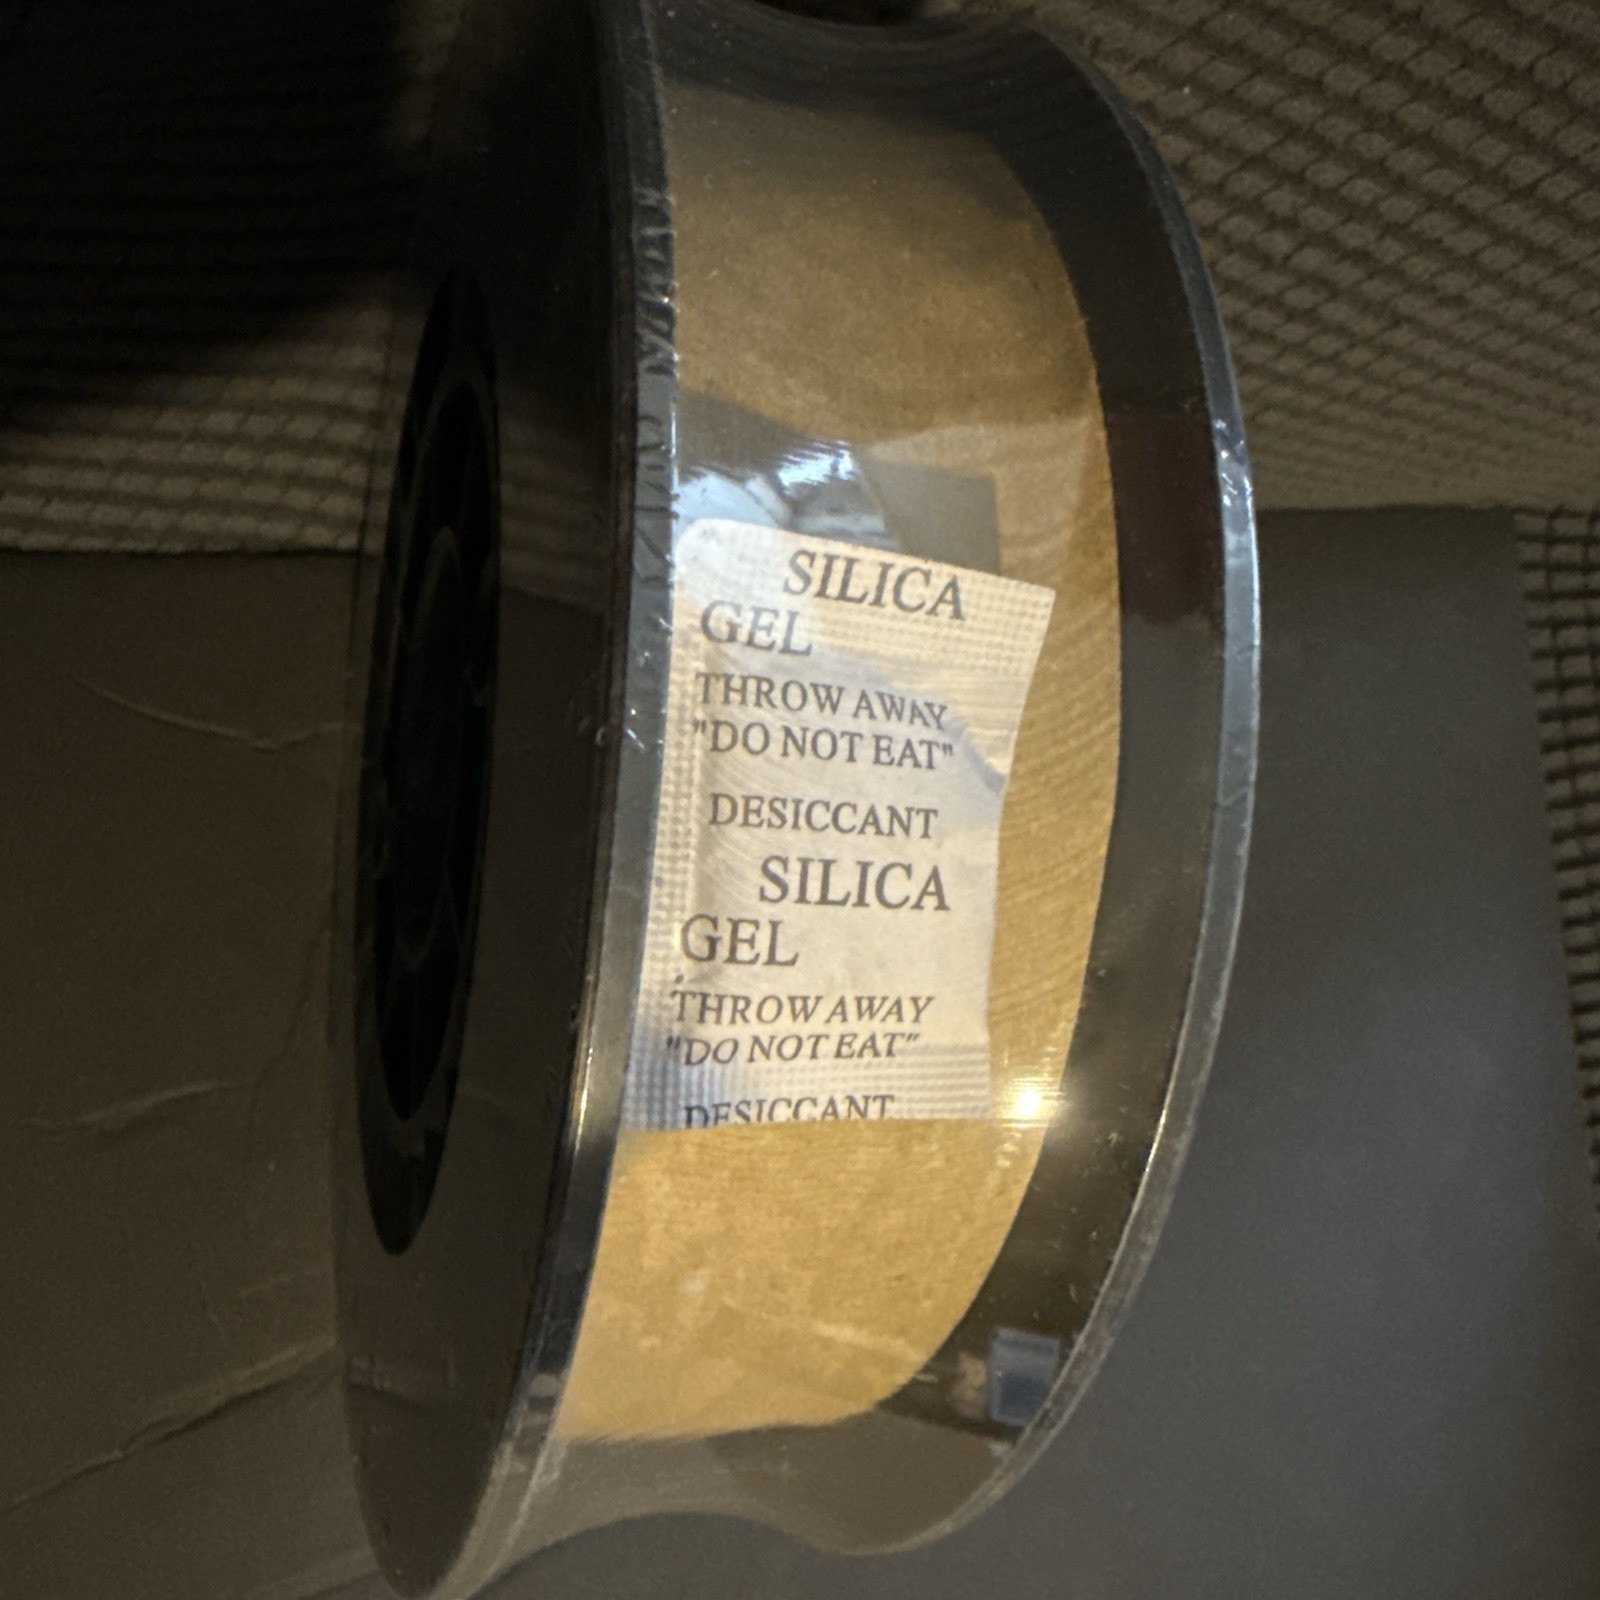 SILICA
GEL
THROW AWAY
"DO NOT EAT"
DESICCANT
SILICA
GEL
THROW AWAY
"DO NOT EAT"
DESICCANT